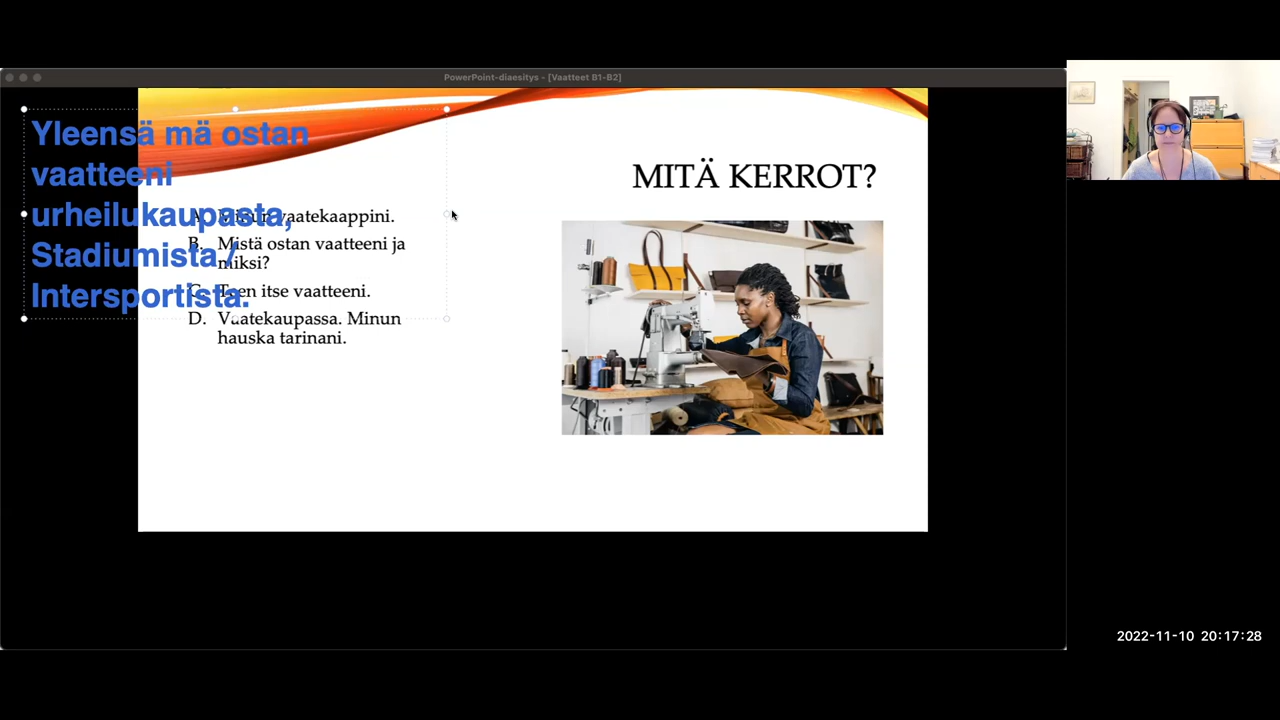 PowerPoint-diaesitys - [Vaatteet B1-B2]
Yleensä mä ostan
vaatteeni
urheilukaupasta,
Stadiumista /
Intersportista.
MITÄ KERROT?
A. Minun vaatekaappini.
B. Mistä ostan vaatteeni ja
miksi?
C. Teen itse vaatteeni.
D. Vaatekaupassa. Minun
hauska tarinani.
2022-11-10 20:17:28